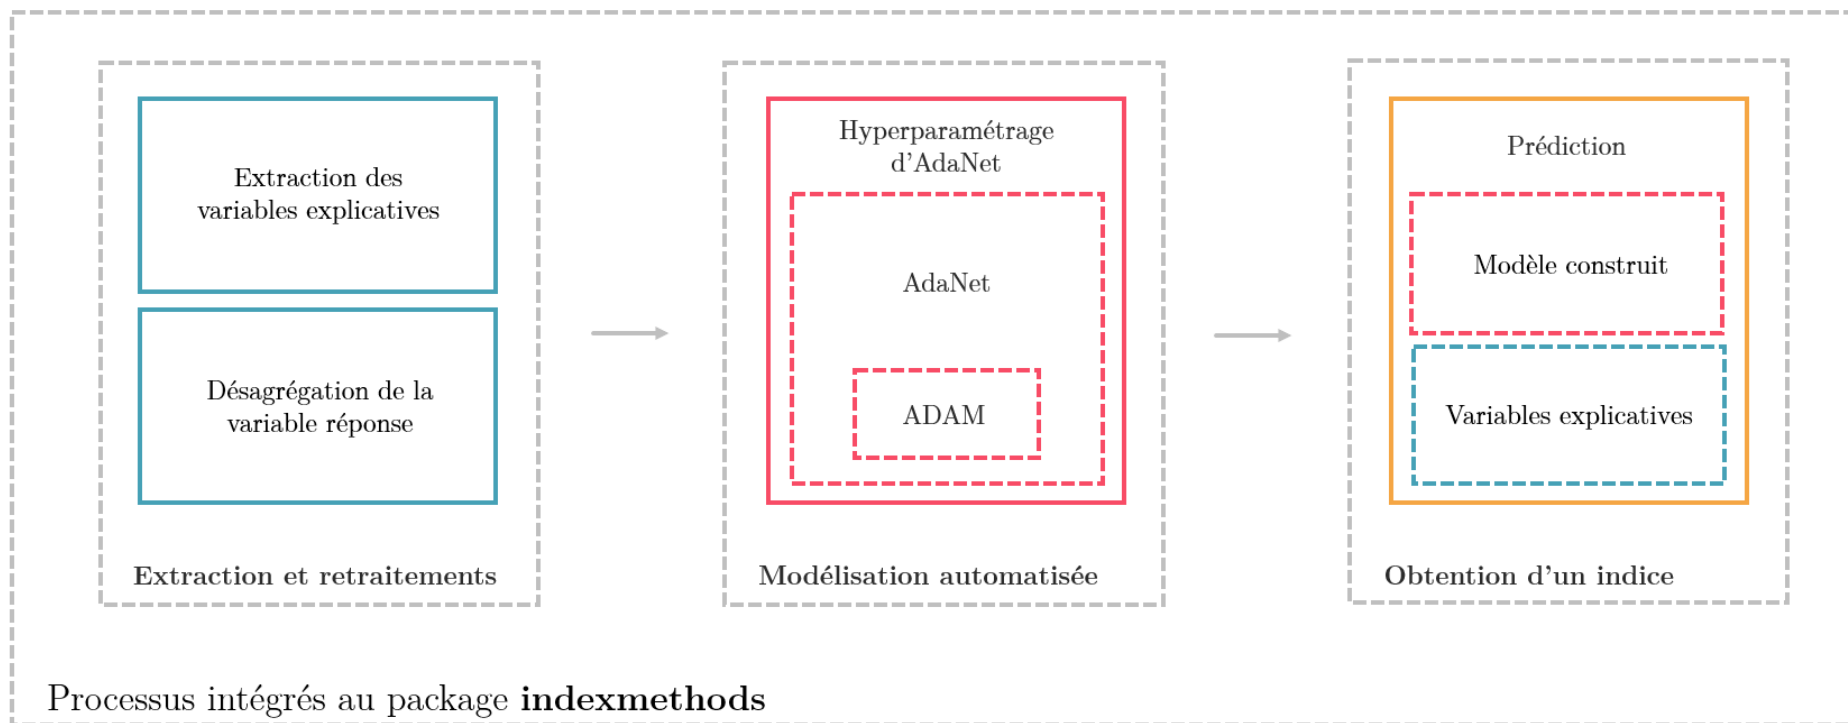 Extraction des
variables explicatives
Désagrégation de la
variable réponse
Extraction et retraitements
Hyperparamétrage
d'AdaNet
AdaNet
ADAM
Modélisation automatisée
Prédiction
Modèle construit
Variables explicatives
Obtention d'un indice
Processus intégrés au package indexmethods